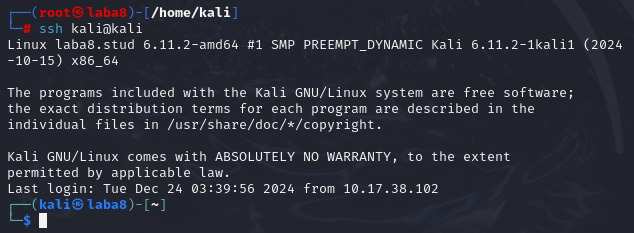 ┌──(root㉿laba8)-[/home/kali]
└─# ssh kali@kali
Linux laba8.stud 6.11.2-amd64 #1 SMP PREEMPT_DYNAMIC Kali 6.11.2-1kali1 (2024
-10-15) x86_64
The programs included with the Kali GNU/Linux system are free software;
the exact distribution terms for each program are described in the
individual files in /usr/share/doc/*/copyright.
Kali GNU/Linux comes with ABSOLUTELY NO WARRANTY, to the extent
permitted by applicable law.
Last login: Tue Dec 24 03:39:56 2024 from 10.17.38.102
┌──(kali㉿laba8)-[~]
└─$